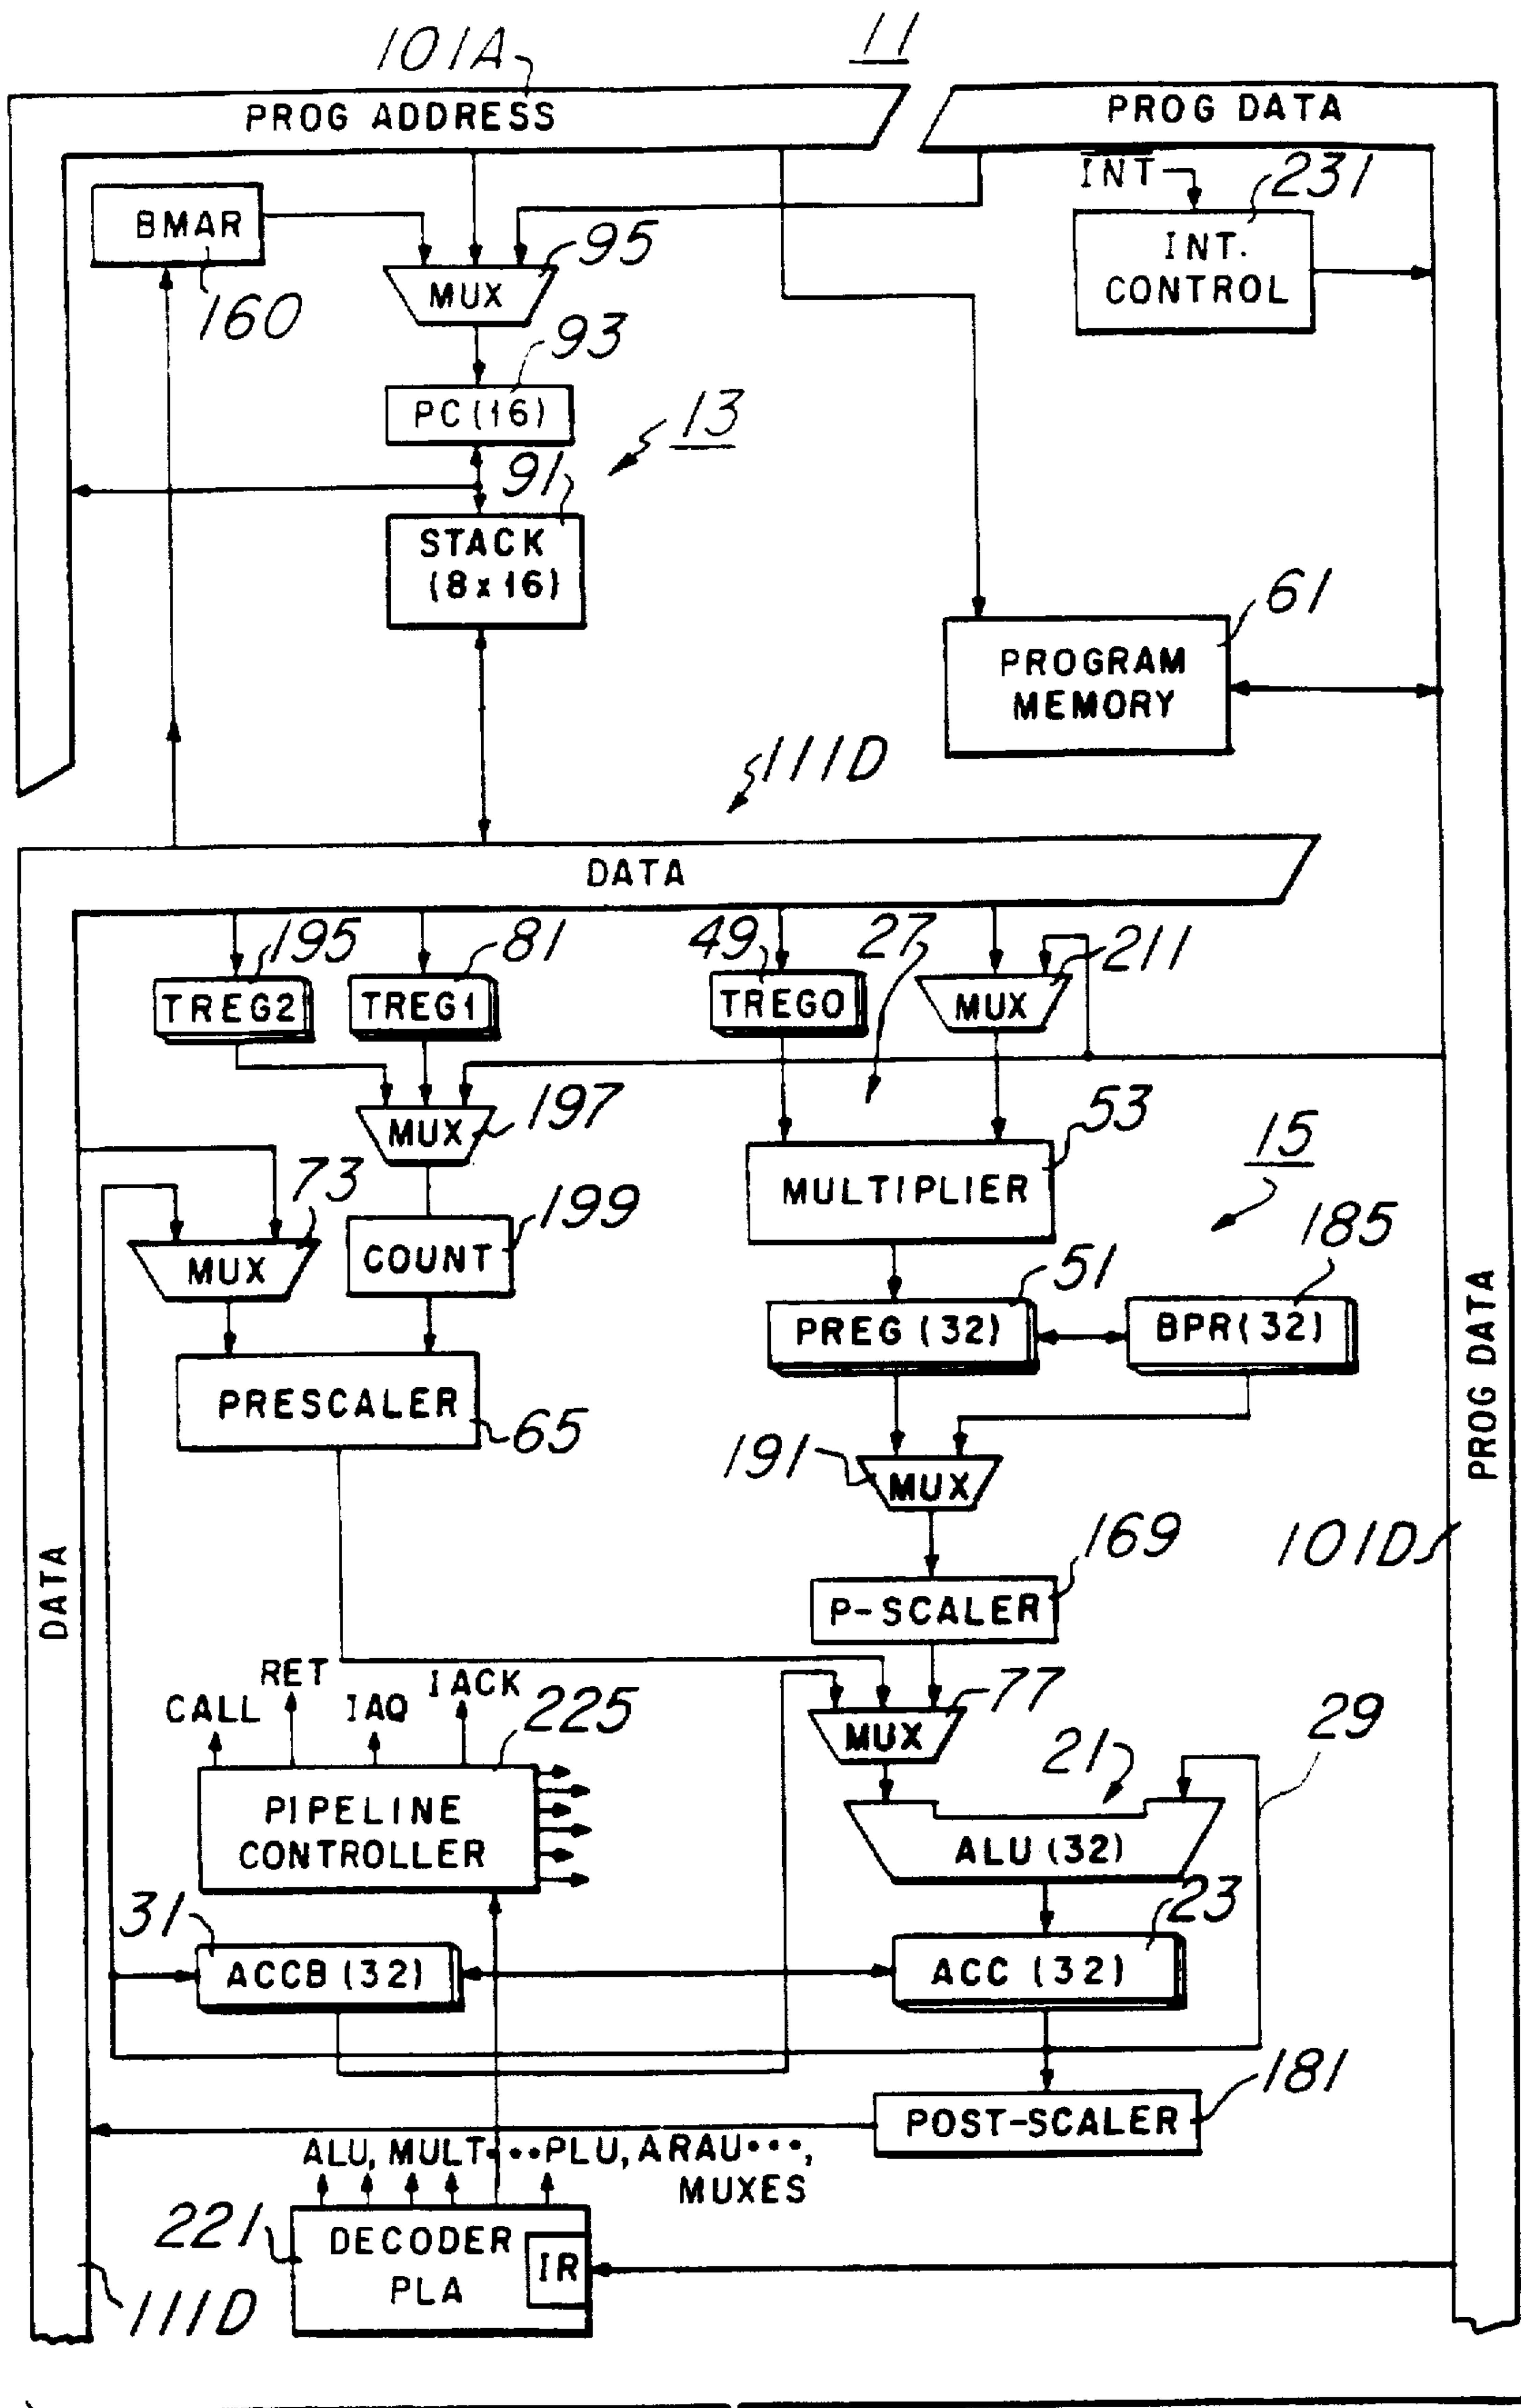 11
101A
PROG ADDRESS
PROG DATA
INT
231
BMAR
160
95
MUX
INT.
CONTROL
93
PC(16)
13
91
STACK
(8x16)
61
PROGRAM
MEMORY
111D
DATA
195
81
49
27
211
TREG2
TREG1
TREG0
MUX
MUX
197
53
MULTIPLIER
15
73
MUX
199
COUNT
185
51
PREG (32)
BPR(32)
PRESCALER
65
191
MUX
PROG DATA
101D
169
P-SCALER
DATA
CALL
RET
IAQ
IACK
225
77
MUX
29
21
PIPELINE
CONTROLLER
ALU (32)
31
23
ACCB (32)
ACC (32)
181
POST-SCALER
ALU, MULT•••PLU, ARAU•••,
MUXES
221
DECODER
PLA
IR
111D